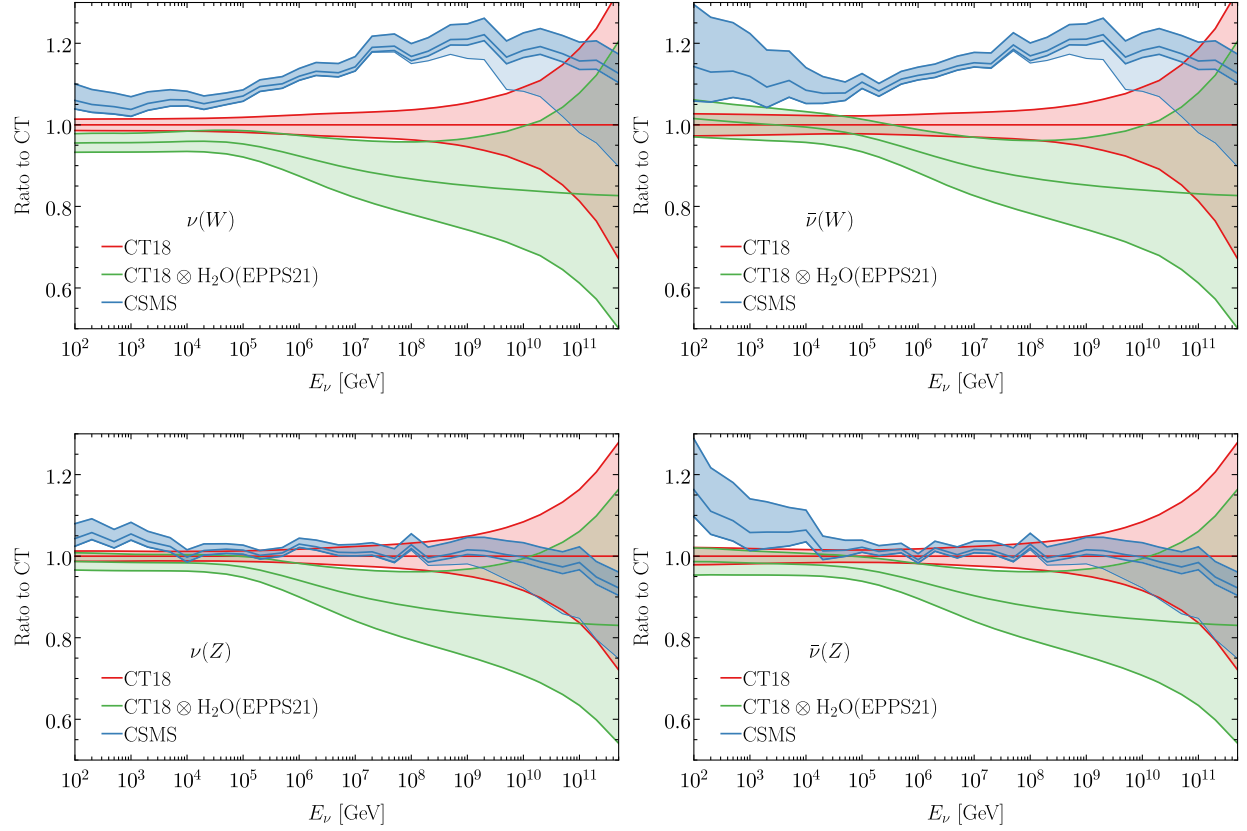 Rato to CT
1.2
1.0
0.8
0.6
ν(W)
CT18
CT18 ⊗ H₂O(EPPS21)
CSMS
10² 10³ 10⁴ 10⁵ 10⁶ 10⁷ 10⁸ 10⁹ 10¹⁰ 10¹¹
E_ν [GeV]
Rato to CT
1.2
1.0
0.8
0.6
ν̄(W)
CT18
CT18 ⊗ H₂O(EPPS21)
CSMS
10² 10³ 10⁴ 10⁵ 10⁶ 10⁷ 10⁸ 10⁹ 10¹⁰ 10¹¹
E_ν [GeV]
Rato to CT
1.2
1.0
0.8
0.6
ν(Z)
CT18
CT18 ⊗ H₂O(EPPS21)
CSMS
10² 10³ 10⁴ 10⁵ 10⁶ 10⁷ 10⁸ 10⁹ 10¹⁰ 10¹¹
E_ν [GeV]
Rato to CT
1.2
1.0
0.8
0.6
ν̄(Z)
CT18
CT18 ⊗ H₂O(EPPS21)
CSMS
10² 10³ 10⁴ 10⁵ 10⁶ 10⁷ 10⁸ 10⁹ 10¹⁰ 10¹¹
E_ν [GeV]